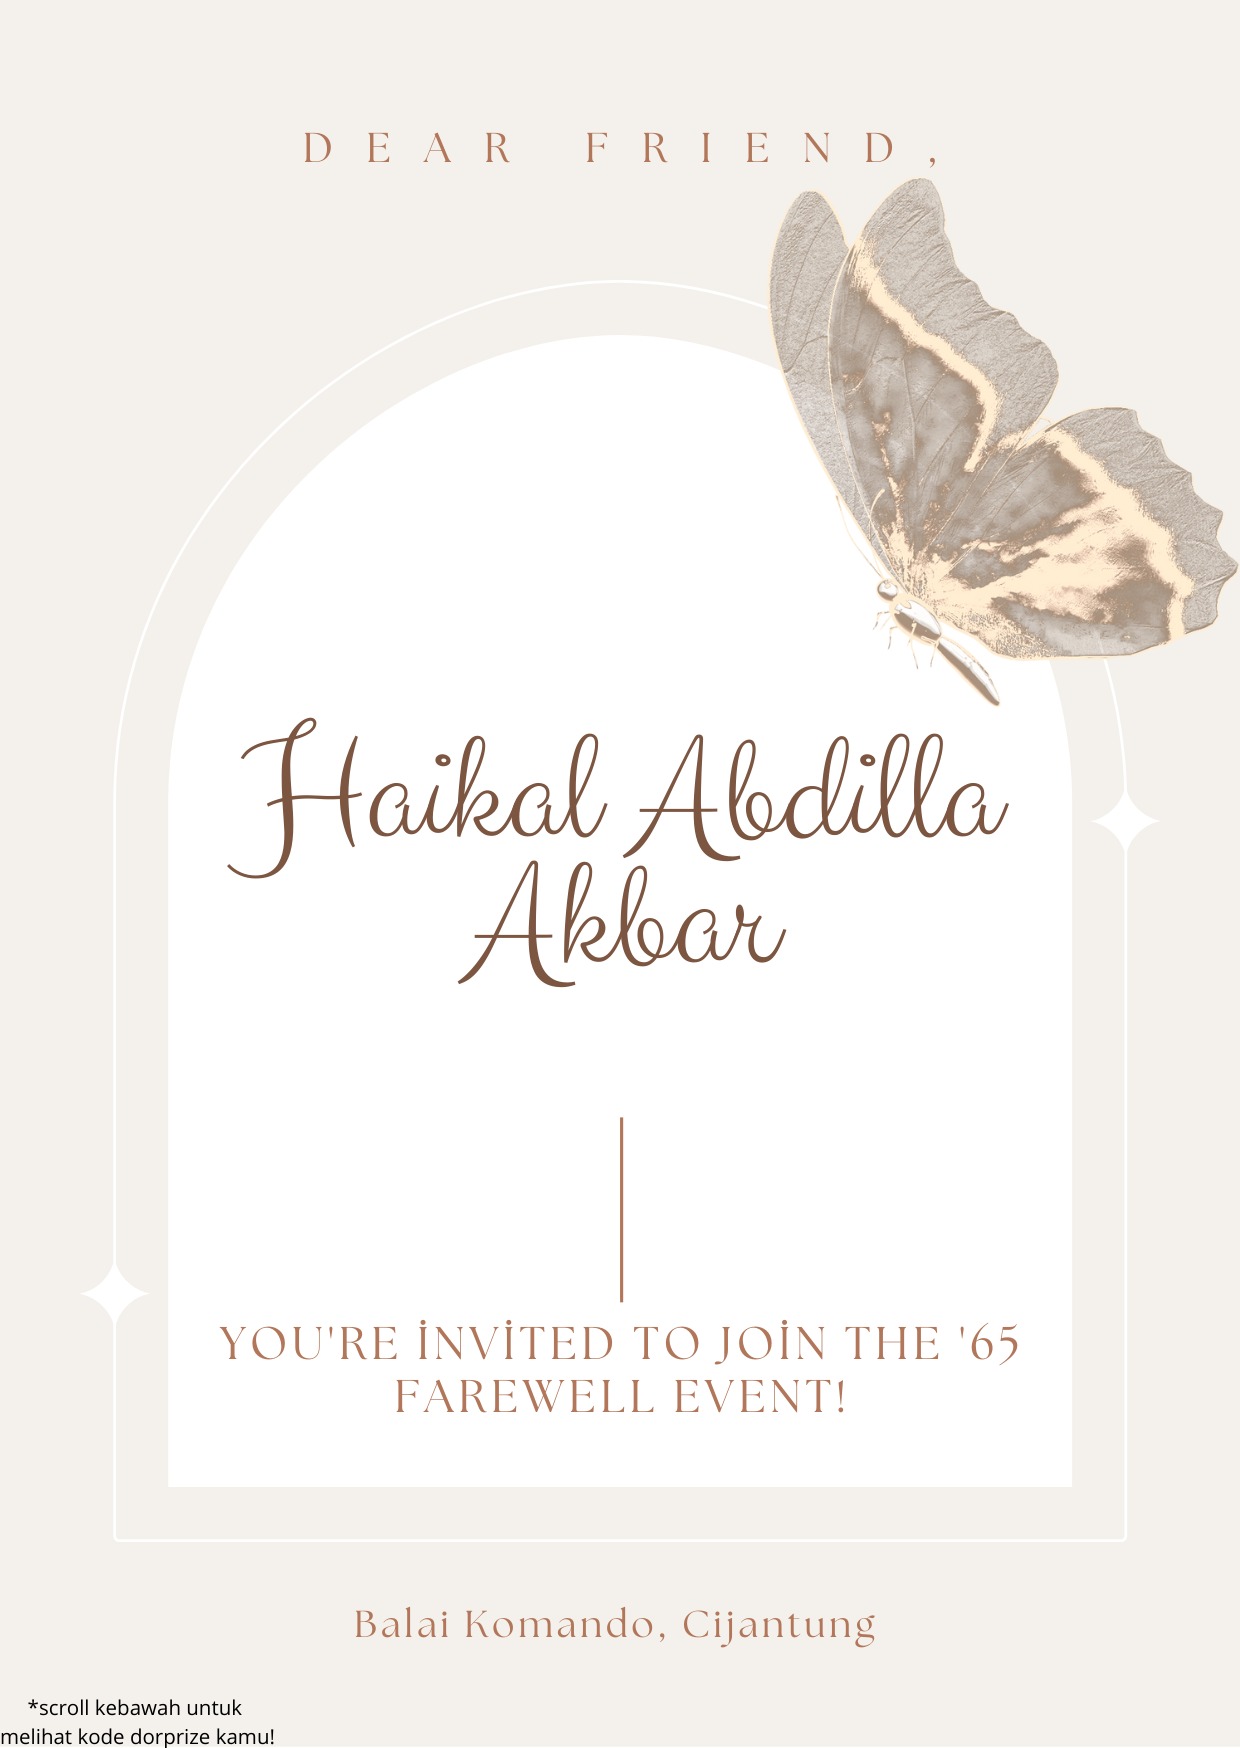 DEAR FRIEND,
Haikal Abdilla
Akbar
YOU'RE İNVİTED TO JOİN THE '65
FAREWELL EVENT!
Balai Komando, Cijantung
*scroll kebawah untuk
melihat kode dorprize kamu!